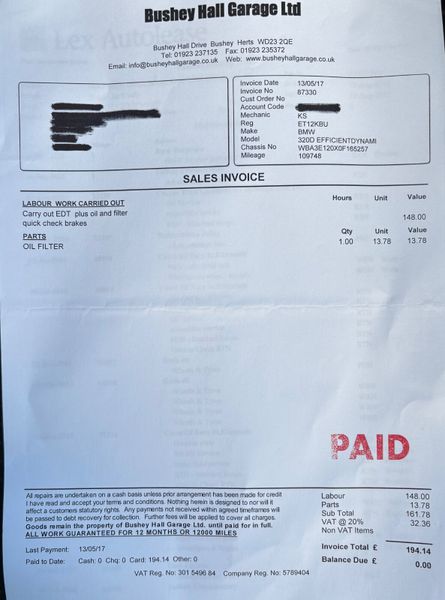 Bushey Hall Garage Ltd
Lex Autolease
Bushey Hall Drive Bushey Herts WD23 2QE
Tel: 01923 237135 Fax: 01923 235372
Email: info@busheyhallgarage.co.uk Web: www.busheyhallgarage.co.uk
Invoice Date 13/05/17
Invoice No 87330
Cust Order No
Account Code
Mechanic KS
Reg ET12KBU
Make BMW
Model 320D EFFICIENTDYNAMI
Chassis No WBA3E120X0F165257
Mileage 109748
SALES INVOICE
LABOUR WORK CARRIED OUT Hours Unit Value
Carry out EDT plus oil and filter 148.00
quick check brakes
PARTS Qty Unit Value
OIL FILTER 1.00 13.78 13.78
PAID
All repairs are undertaken on a cash basis unless prior arrangement has been made for credit
I have read and accept your terms and conditions. Nothing herein is designed to nor will it
affect a customers statutory rights. Any payments not received within agreed timeframes will
be passed to debt recovery for collection. Further fees will be applied to cover all charges.
Goods remain the property of Bushey Hall Garage Ltd. until paid for in full.
ALL WORK GUARANTEED FOR 12 MONTHS OR 12000 MILES
Labour 148.00
Parts 13.78
Sub Total 161.78
VAT @ 20% 32.36
Non VAT Items
Last Payment: 13/05/17
Paid to Date: Cash: 0 Chq: 0 Card: 194.14 Other: 0
Invoice Total £ 194.14
Balance Due £ 0.00
VAT Reg. No: 301 5496 84 Company Reg. No: 5789404